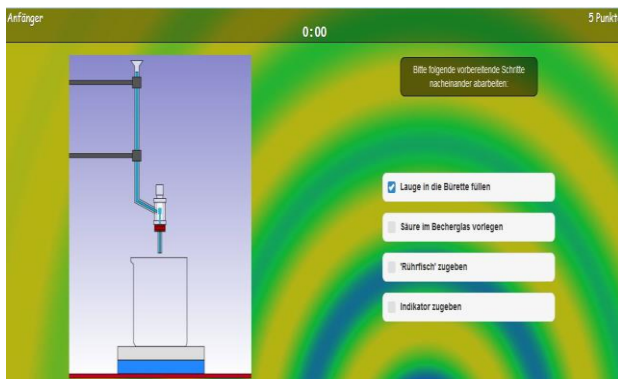 Anfänger
5 Punkt
0:00
Bitte folgende vorbereitende Schritte
nacheinander abarbeiten:
Lauge in die Bürette füllen
Säure im Becherglas vorlegen
'Rührfisch' zugeben
Indikator zugeben